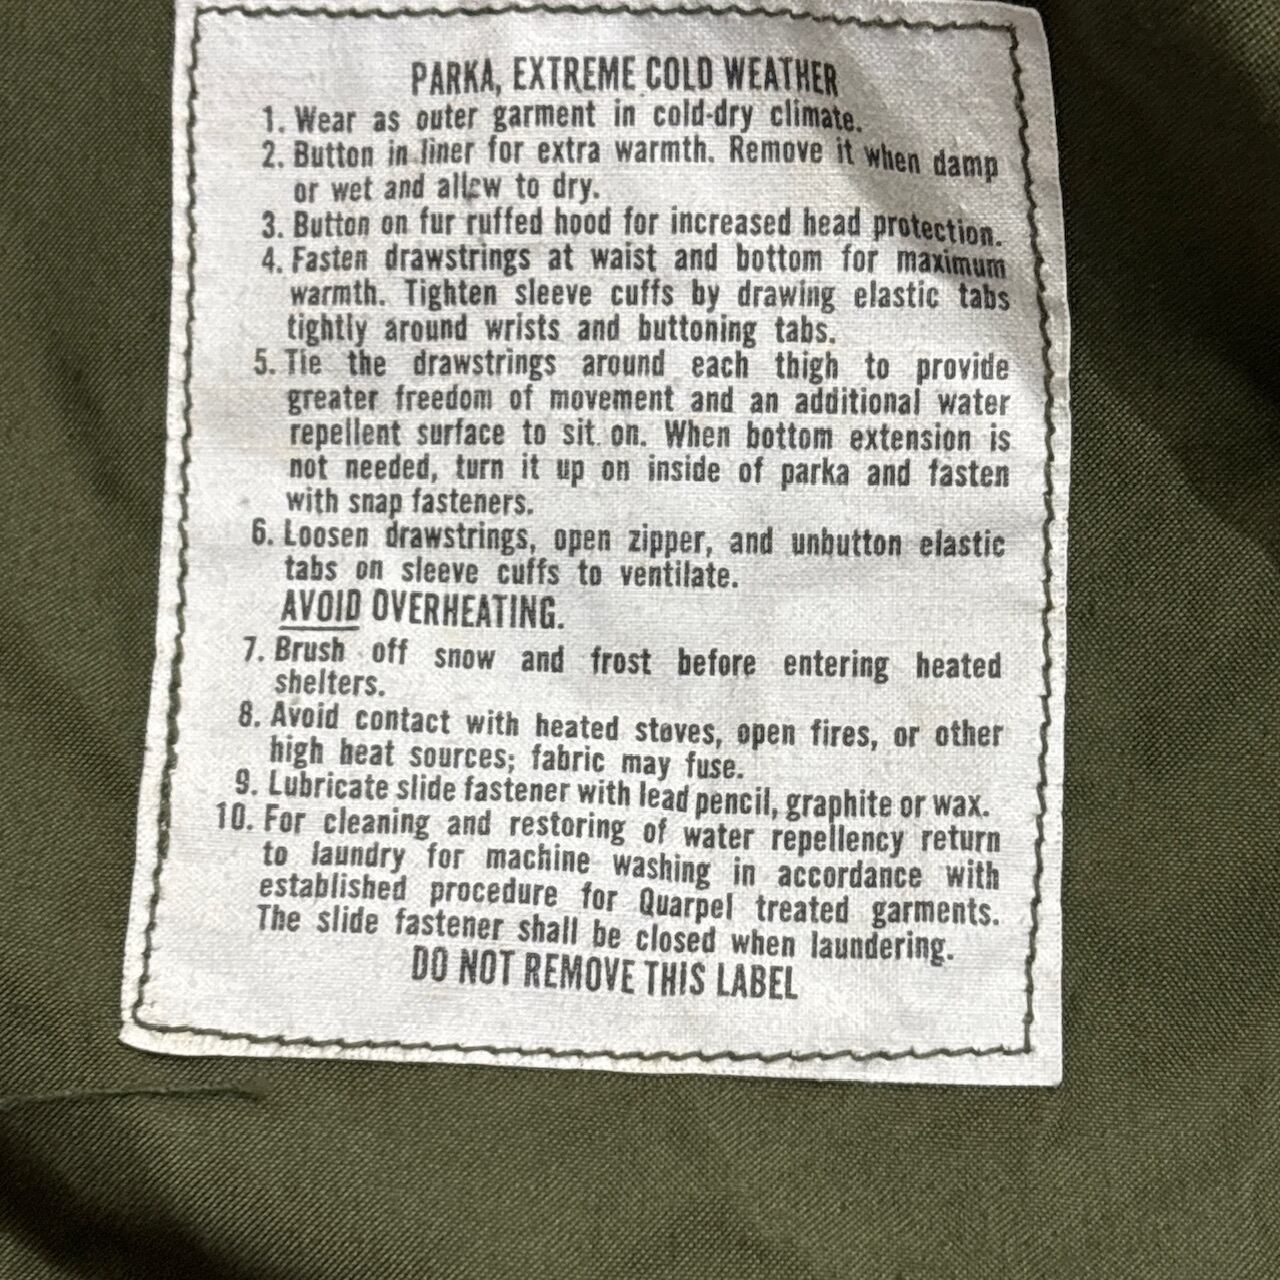 PARKA, EXTREME COLD WEATHER
1. Wear as outer garment in cold-dry climate.
2. Button in liner for extra warmth. Remove it when damp
or wet and allow to dry.
3. Button on fur ruffed hood for increased head protection.
4. Fasten drawstrings at waist and bottom for maximum
warmth. Tighten sleeve cuffs by drawing elastic tabs
tightly around wrists and buttoning tabs.
5. Tie the drawstrings around each thigh to provide
greater freedom of movement and an additional water
repellent surface to sit on. When bottom extension is
not needed, turn it up on inside of parka and fasten
with snap fasteners.
6. Loosen drawstrings, open zipper, and unbutton elastic
tabs on sleeve cuffs to ventilate.
AVOID OVERHEATING.
7. Brush off snow and frost before entering heated
shelters.
8. Avoid contact with heated stoves, open fires, or other
high heat sources; fabric may fuse.
9. Lubricate slide fastener with lead pencil, graphite or wax.
10. For cleaning and restoring of water repellency return
to laundry for machine washing in accordance with
established procedure for Quarpel treated garments.
The slide fastener shall be closed when laundering.
DO NOT REMOVE THIS LABEL